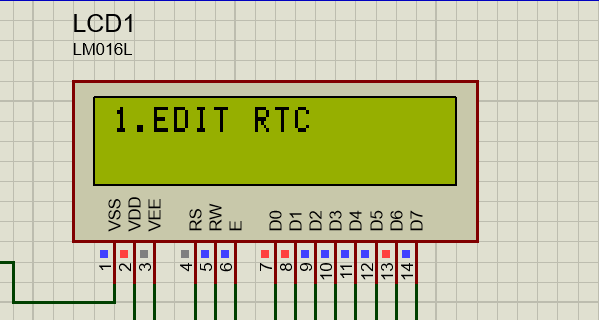 LCD1
LM016L
1.EDIT RTC
VSS VDD VEE RS RW E D0 D1 D2 D3 D4 D5 D6 D7
1 2 3 4 5 6 7 8 9 10 11 12 13 14